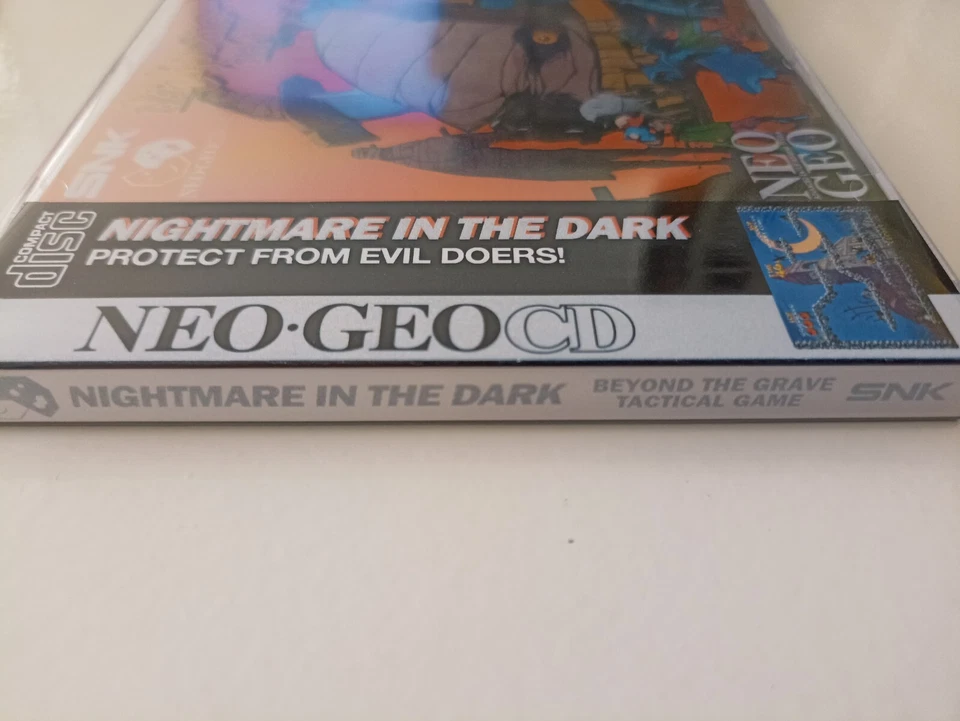 SNK
NEO
GEO
COMPACT
disc
NIGHTMARE IN THE DARK
PROTECT FROM EVIL DOERS!
NEO·GEO CD
NIGHTMARE IN THE DARK
BEYOND THE GRAVE
TACTICAL GAME
SNK